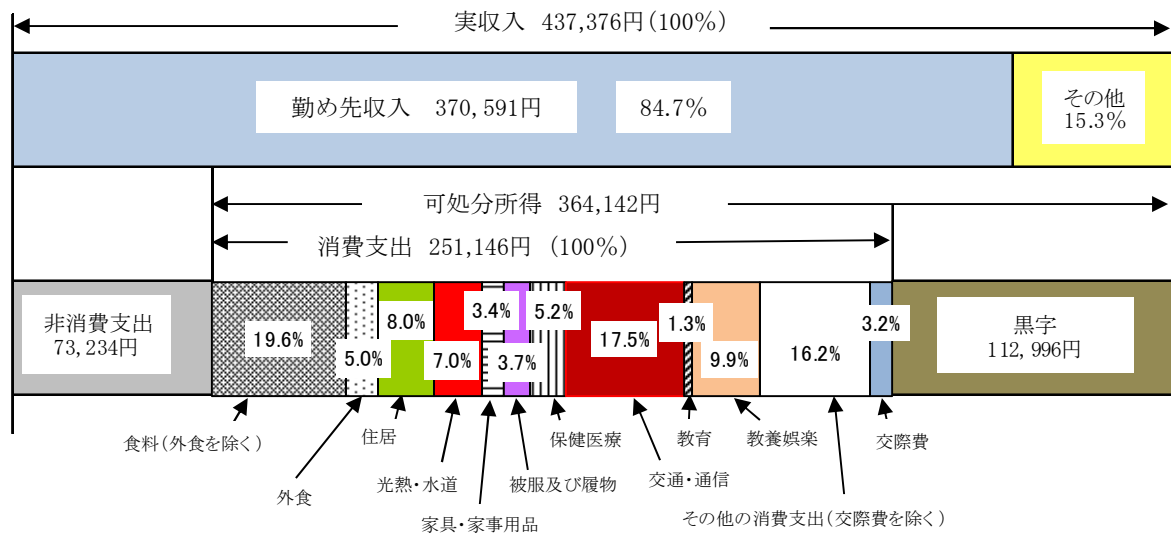 実収入 437,376円(100%)
勤め先収入 370,591円 84.7%
その他
15.3%
可処分所得 364,142円
消費支出 251,146円 (100%)
非消費支出
73,234円
19.6%
5.0%
8.0%
7.0%
3.4%
3.7%
5.2%
17.5%
1.3%
9.9%
16.2%
3.2%
黒字
112,996円
食料(外食を除く)
外食
住居
光熱・水道
家具・家事用品
被服及び履物
保健医療
交通・通信
教育
教養娯楽
その他の消費支出(交際費を除く)
交際費